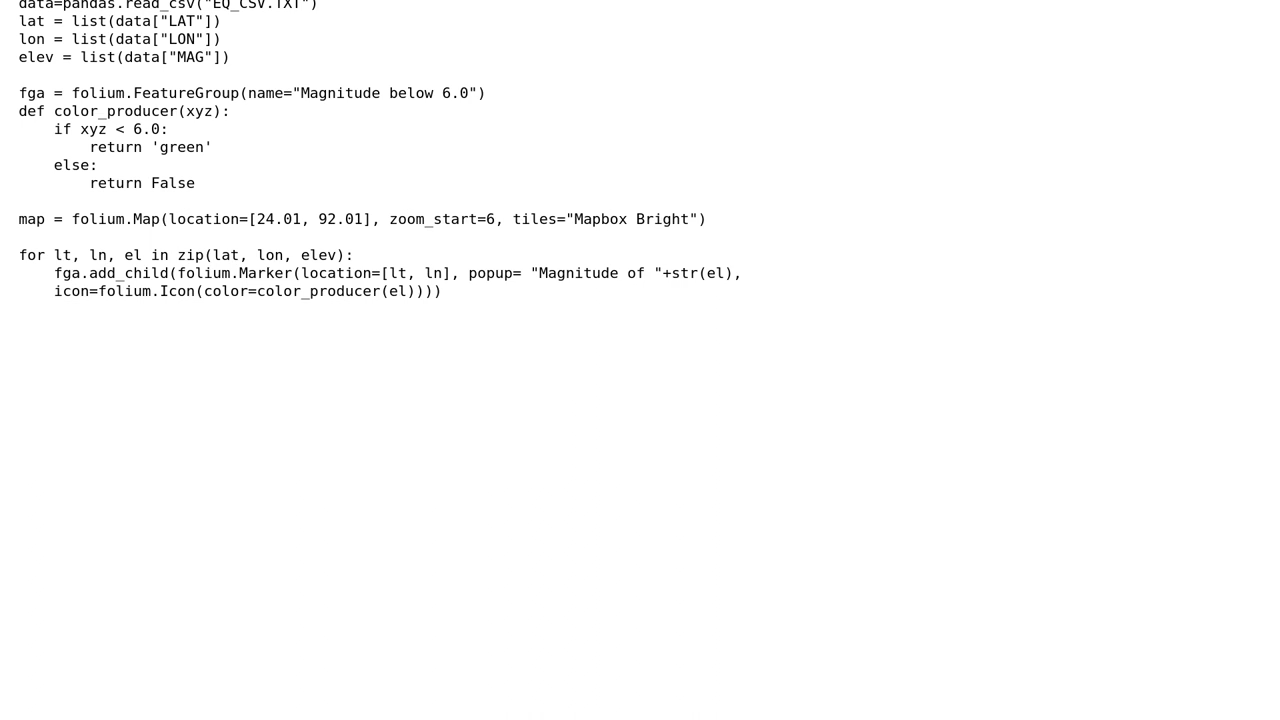 data=pandas.read_csv("EQ_CSV.TXT")
lat = list(data["LAT"])
lon = list(data["LON"])
elev = list(data["MAG"])
fga = folium.FeatureGroup(name="Magnitude below 6.0")
def color_producer(xyz):
    if xyz < 6.0:
        return 'green'
    else:
        return False
map = folium.Map(location=[24.01, 92.01], zoom_start=6, tiles="Mapbox Bright")
for lt, ln, el in zip(lat, lon, elev):
    fga.add_child(folium.Marker(location=[lt, ln], popup= "Magnitude of "+str(el),
    icon=folium.Icon(color=color_producer(el))))